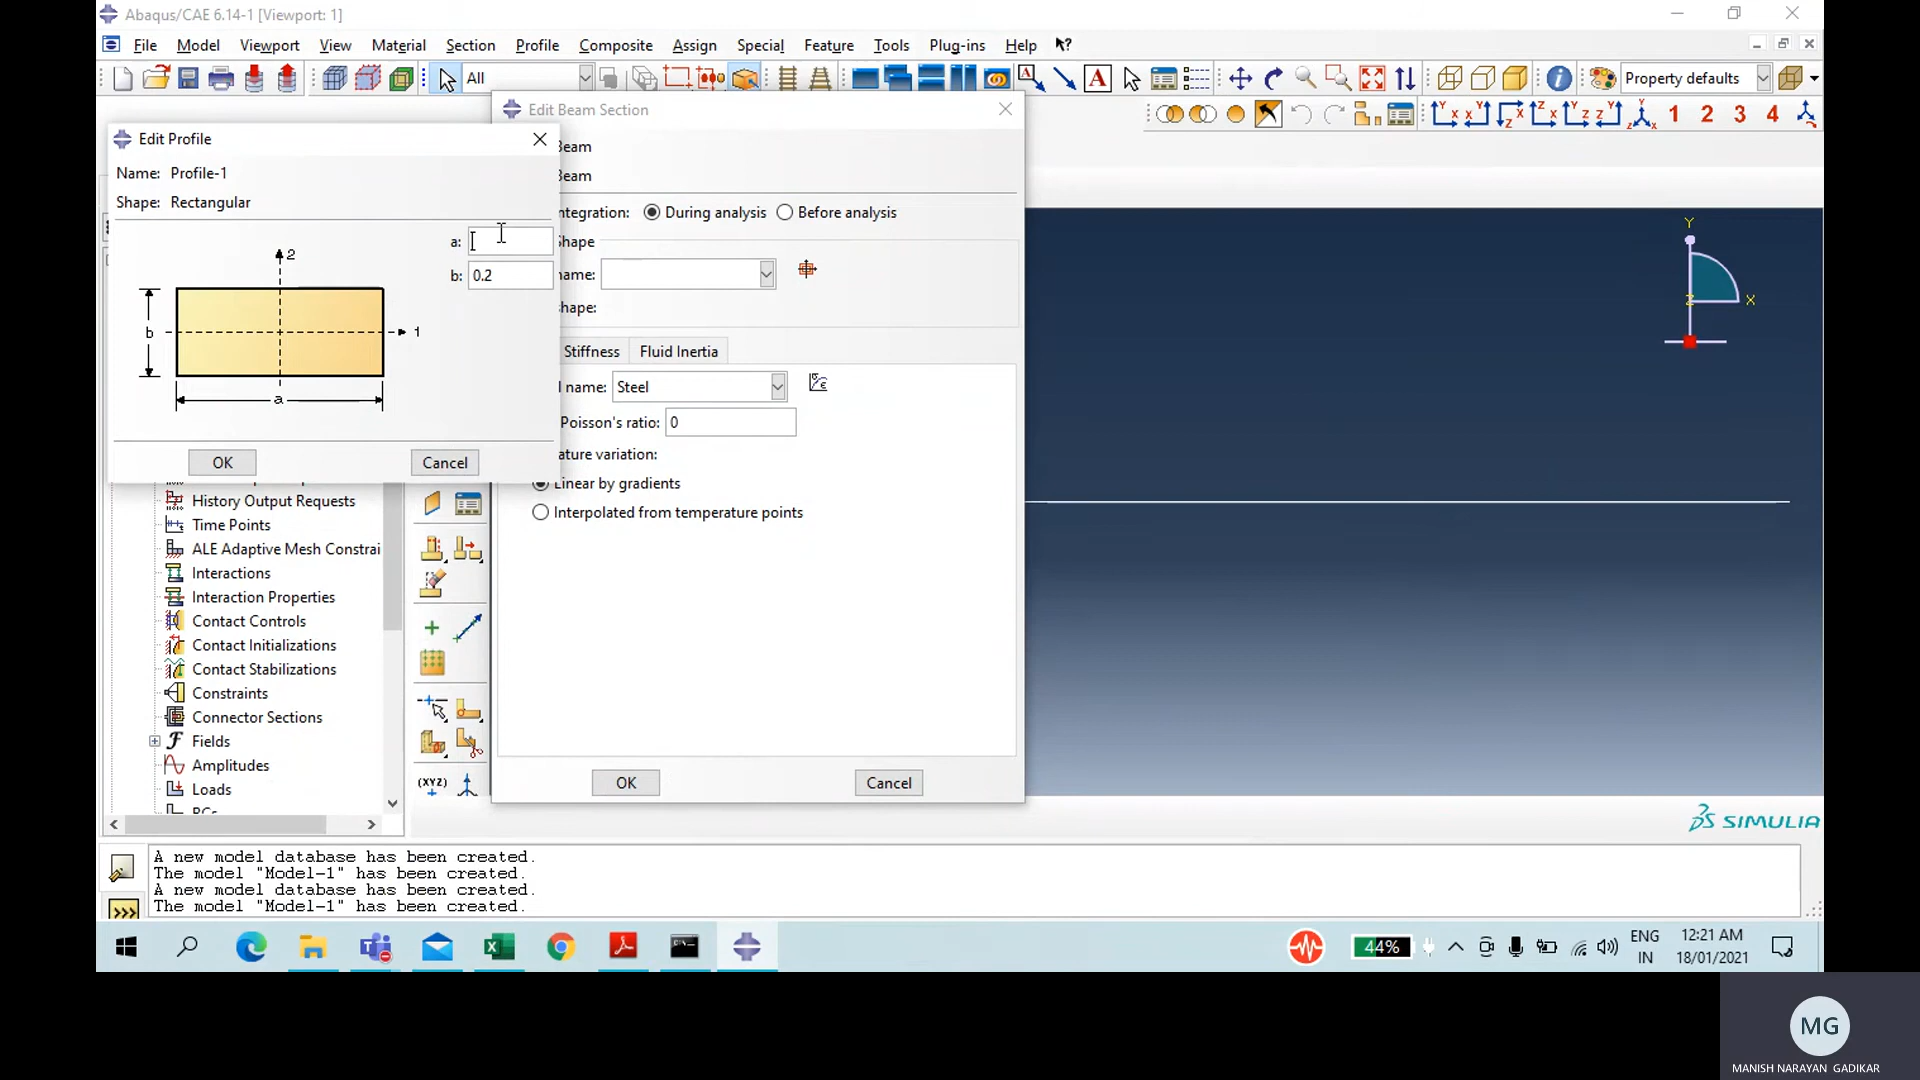 Abaqus/CAE 6.14-1 [Viewport: 1]
File Model Viewport View Material Section Profile Composite Assign Special Feature Tools Plug-ins Help
All
A
Property defaults
1 2 3 4
Edit Beam Section
Edit Profile
Name: Profile-1
Shape: Rectangular
a:
b: 0.2
2
1
b
a
OK Cancel
Beam
Beam
ntegration: During analysis Before analysis
Shape
name:
shape:
Stiffness Fluid Inertia
l name: Steel
Poisson's ratio: 0
ature variation:
Linear by gradients
Interpolated from temperature points
OK Cancel
Y
Z X
History Output Requests
Time Points
ALE Adaptive Mesh Constrai
Interactions
Interaction Properties
Contact Controls
Contact Initializations
Contact Stabilizations
Constraints
Connector Sections
Fields
Amplitudes
Loads
BCs
(XYZ)
SIMULIA
A new model database has been created.
The model "Model-1" has been created.
A new model database has been created.
The model "Model-1" has been created.
>>>
44%
ENG
IN
12:21 AM
18/01/2021
MG
MANISH NARAYAN GADIKAR